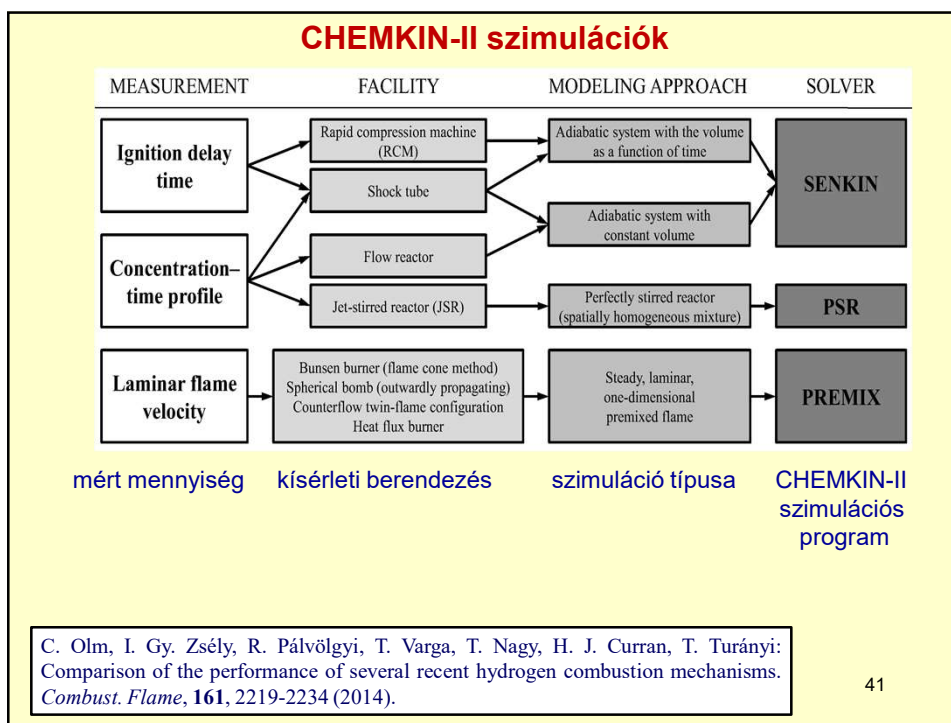 CHEMKIN-II szimulációk
MEASUREMENT FACILITY MODELING APPROACH SOLVER
Ignition delay
time
Concentration–
time profile
Laminar flame
velocity
Rapid compression machine
(RCM)
Shock tube
Flow reactor
Jet-stirred reactor (JSR)
Bunsen burner (flame cone method)
Spherical bomb (outwardly propagating)
Counterflow twin-flame configuration
Heat flux burner
Adiabatic system with the volume
as a function of time
Adiabatic system with
constant volume
Perfectly stirred reactor
(spatially homogeneous mixture)
Steady, laminar,
one-dimensional
premixed flame
SENKIN
PSR
PREMIX
mért mennyiség kísérleti berendezés szimuláció típusa CHEMKIN-II
szimulációs
program
C. Olm, I. Gy. Zsély, R. Pálvölgyi, T. Varga, T. Nagy, H. J. Curran, T. Turányi:
Comparison of the performance of several recent hydrogen combustion mechanisms.
Combust. Flame, 161, 2219-2234 (2014).
41